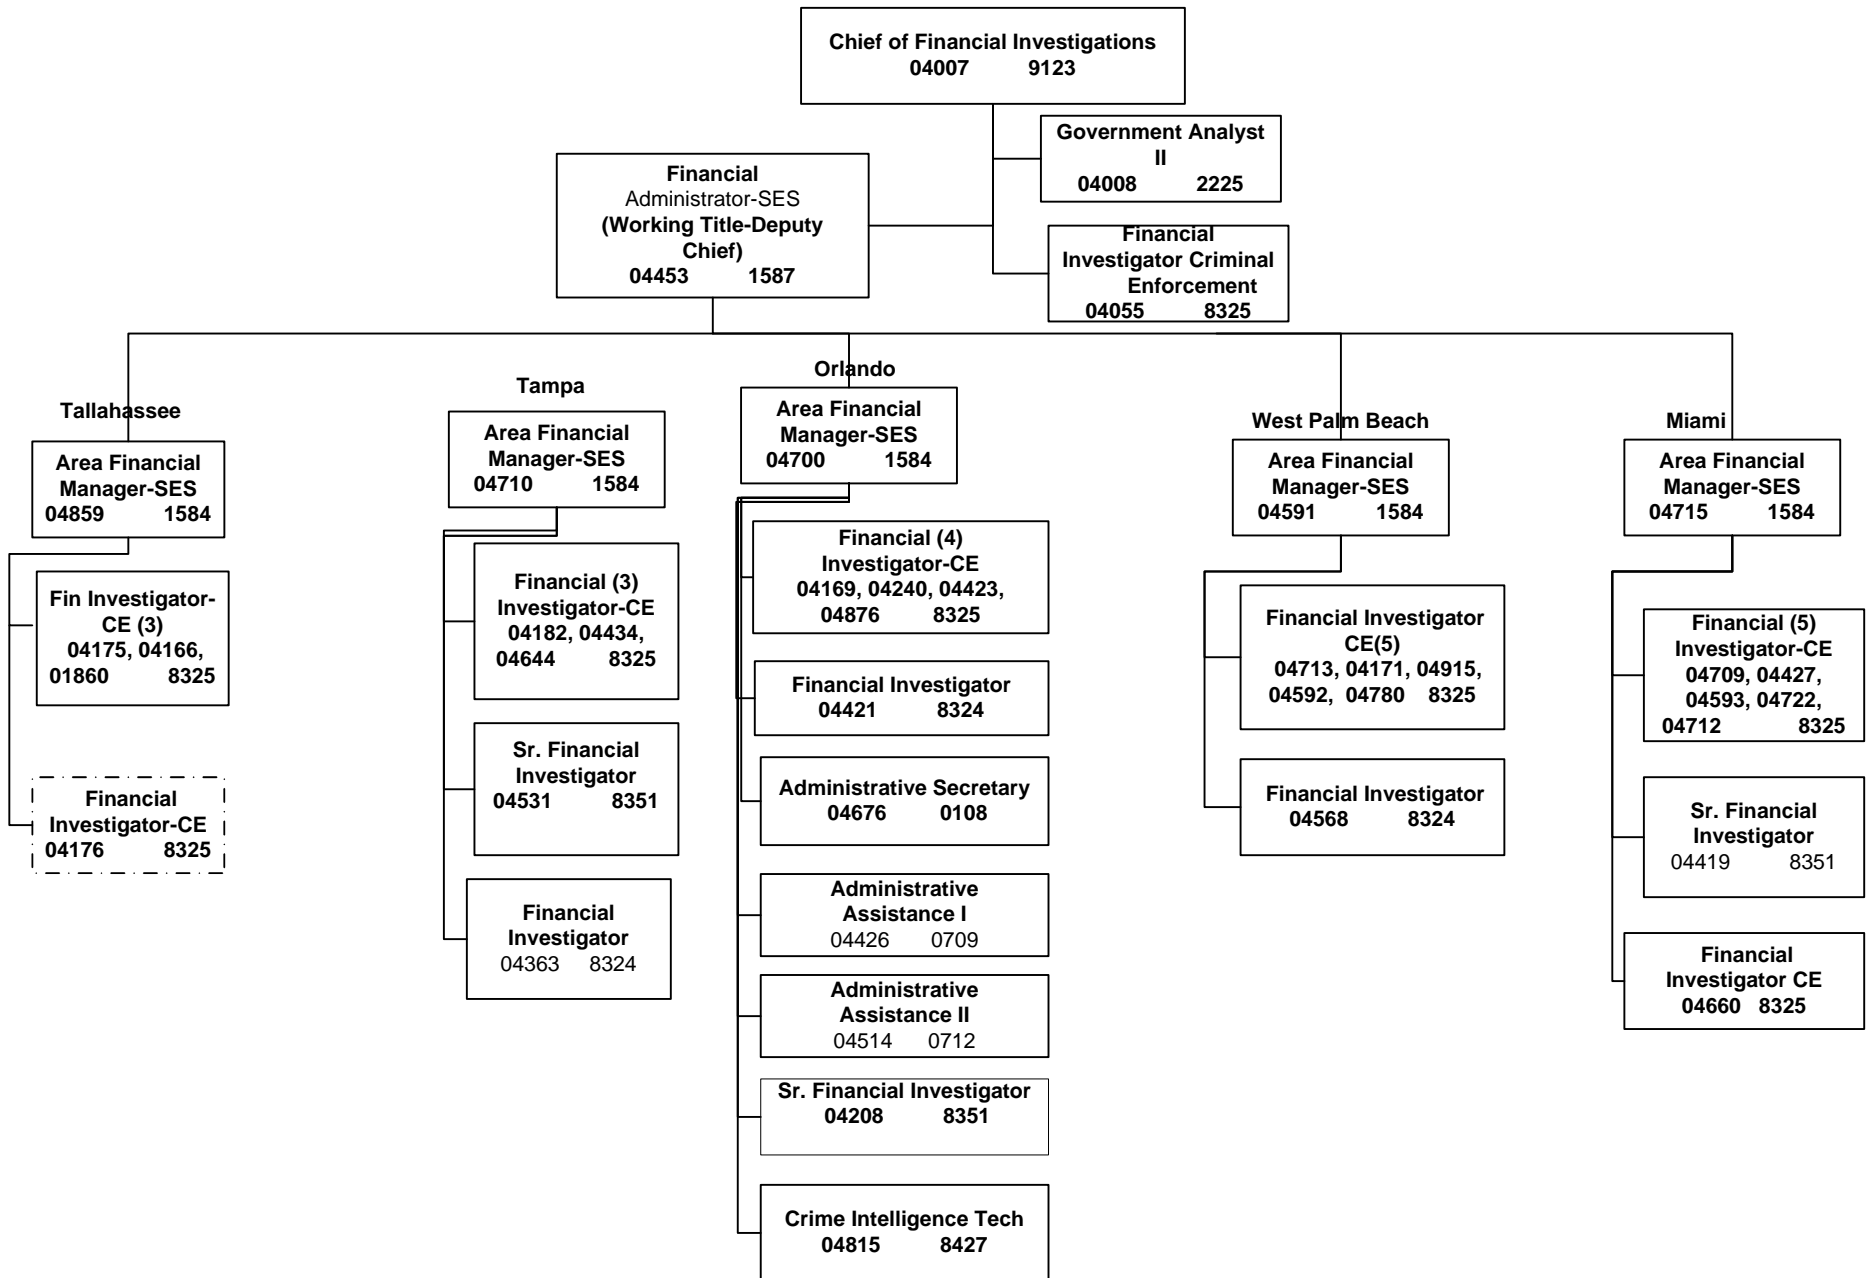 Chief of Financial Investigations
04007 9123
Government Analyst
II
04008 2225
Financial
Administrator-SES
(Working Title-Deputy
Chief)
04453 1587
Financial
Investigator Criminal
Enforcement
04055 8325
Tallahassee
Area Financial
Manager-SES
04859 1584
Fin Investigator-
CE (3)
04175, 04166,
01860 8325
Financial
Investigator-CE
04176 8325
Tampa
Area Financial
Manager-SES
04710 1584
Financial (3)
Investigator-CE
04182, 04434,
04644 8325
Sr. Financial
Investigator
04531 8351
Financial
Investigator
04363 8324
Orlando
Area Financial
Manager-SES
04700 1584
Financial (4)
Investigator-CE
04169, 04240, 04423,
04876 8325
Financial Investigator
04421 8324
Administrative Secretary
04676 0108
Administrative
Assistance I
04426 0709
Administrative
Assistance II
04514 0712
Sr. Financial Investigator
04208 8351
Crime Intelligence Tech
04815 8427
West Palm Beach
Area Financial
Manager-SES
04591 1584
Financial Investigator
CE(5)
04713, 04171, 04915,
04592, 04780 8325
Financial Investigator
04568 8324
Miami
Area Financial
Manager-SES
04715 1584
Financial (5)
Investigator-CE
04709, 04427,
04593, 04722,
04712 8325
Sr. Financial
Investigator
04419 8351
Financial
Investigator CE
04660 8325